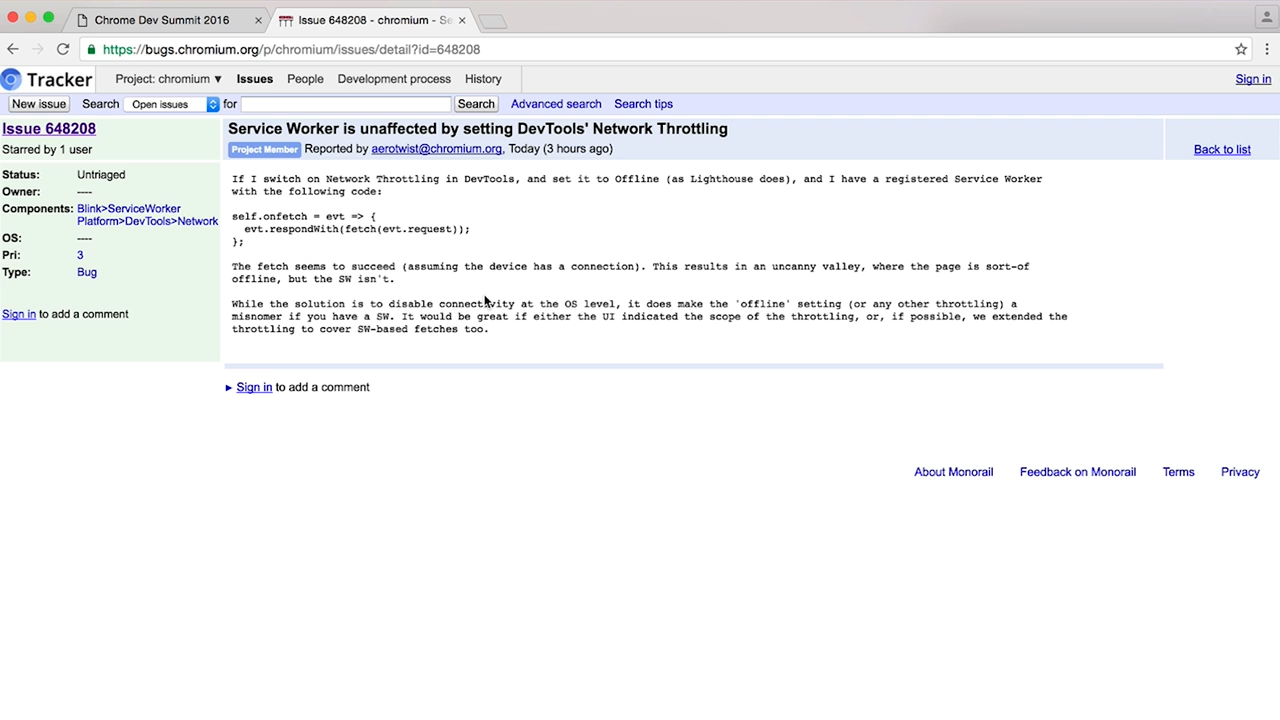 Chrome Dev Summit 2016
Issue 648208 - chromium - Se
https://bugs.chromium.org/p/chromium/issues/detail?id=648208
Tracker Project: chromium ▼ Issues People Development process History Sign in
New issue Search Open issues for Search Advanced search Search tips
Issue 648208
Starred by 1 user
Status: Untriaged
Owner: ----
Components: Blink>ServiceWorker
Platform>DevTools>Network
OS: ----
Pri: 3
Type: Bug
Sign in to add a comment
Service Worker is unaffected by setting DevTools' Network Throttling
Project Member Reported by aerotwist@chromium.org, Today (3 hours ago)
Back to list
If I switch on Network Throttling in DevTools, and set it to Offline (as Lighthouse does), and I have a registered Service Worker
with the following code:
self.onfetch = evt => {
evt.respondWith(fetch(evt.request));
};
The fetch seems to succeed (assuming the device has a connection). This results in an uncanny valley, where the page is sort-of
offline, but the SW isn't.
While the solution is to disable connectivity at the OS level, it does make the 'offline' setting (or any other throttling) a
misnomer if you have a SW. It would be great if either the UI indicated the scope of the throttling, or, if possible, we extended the
throttling to cover SW-based fetches too.
► Sign in to add a comment
About Monorail Feedback on Monorail Terms Privacy